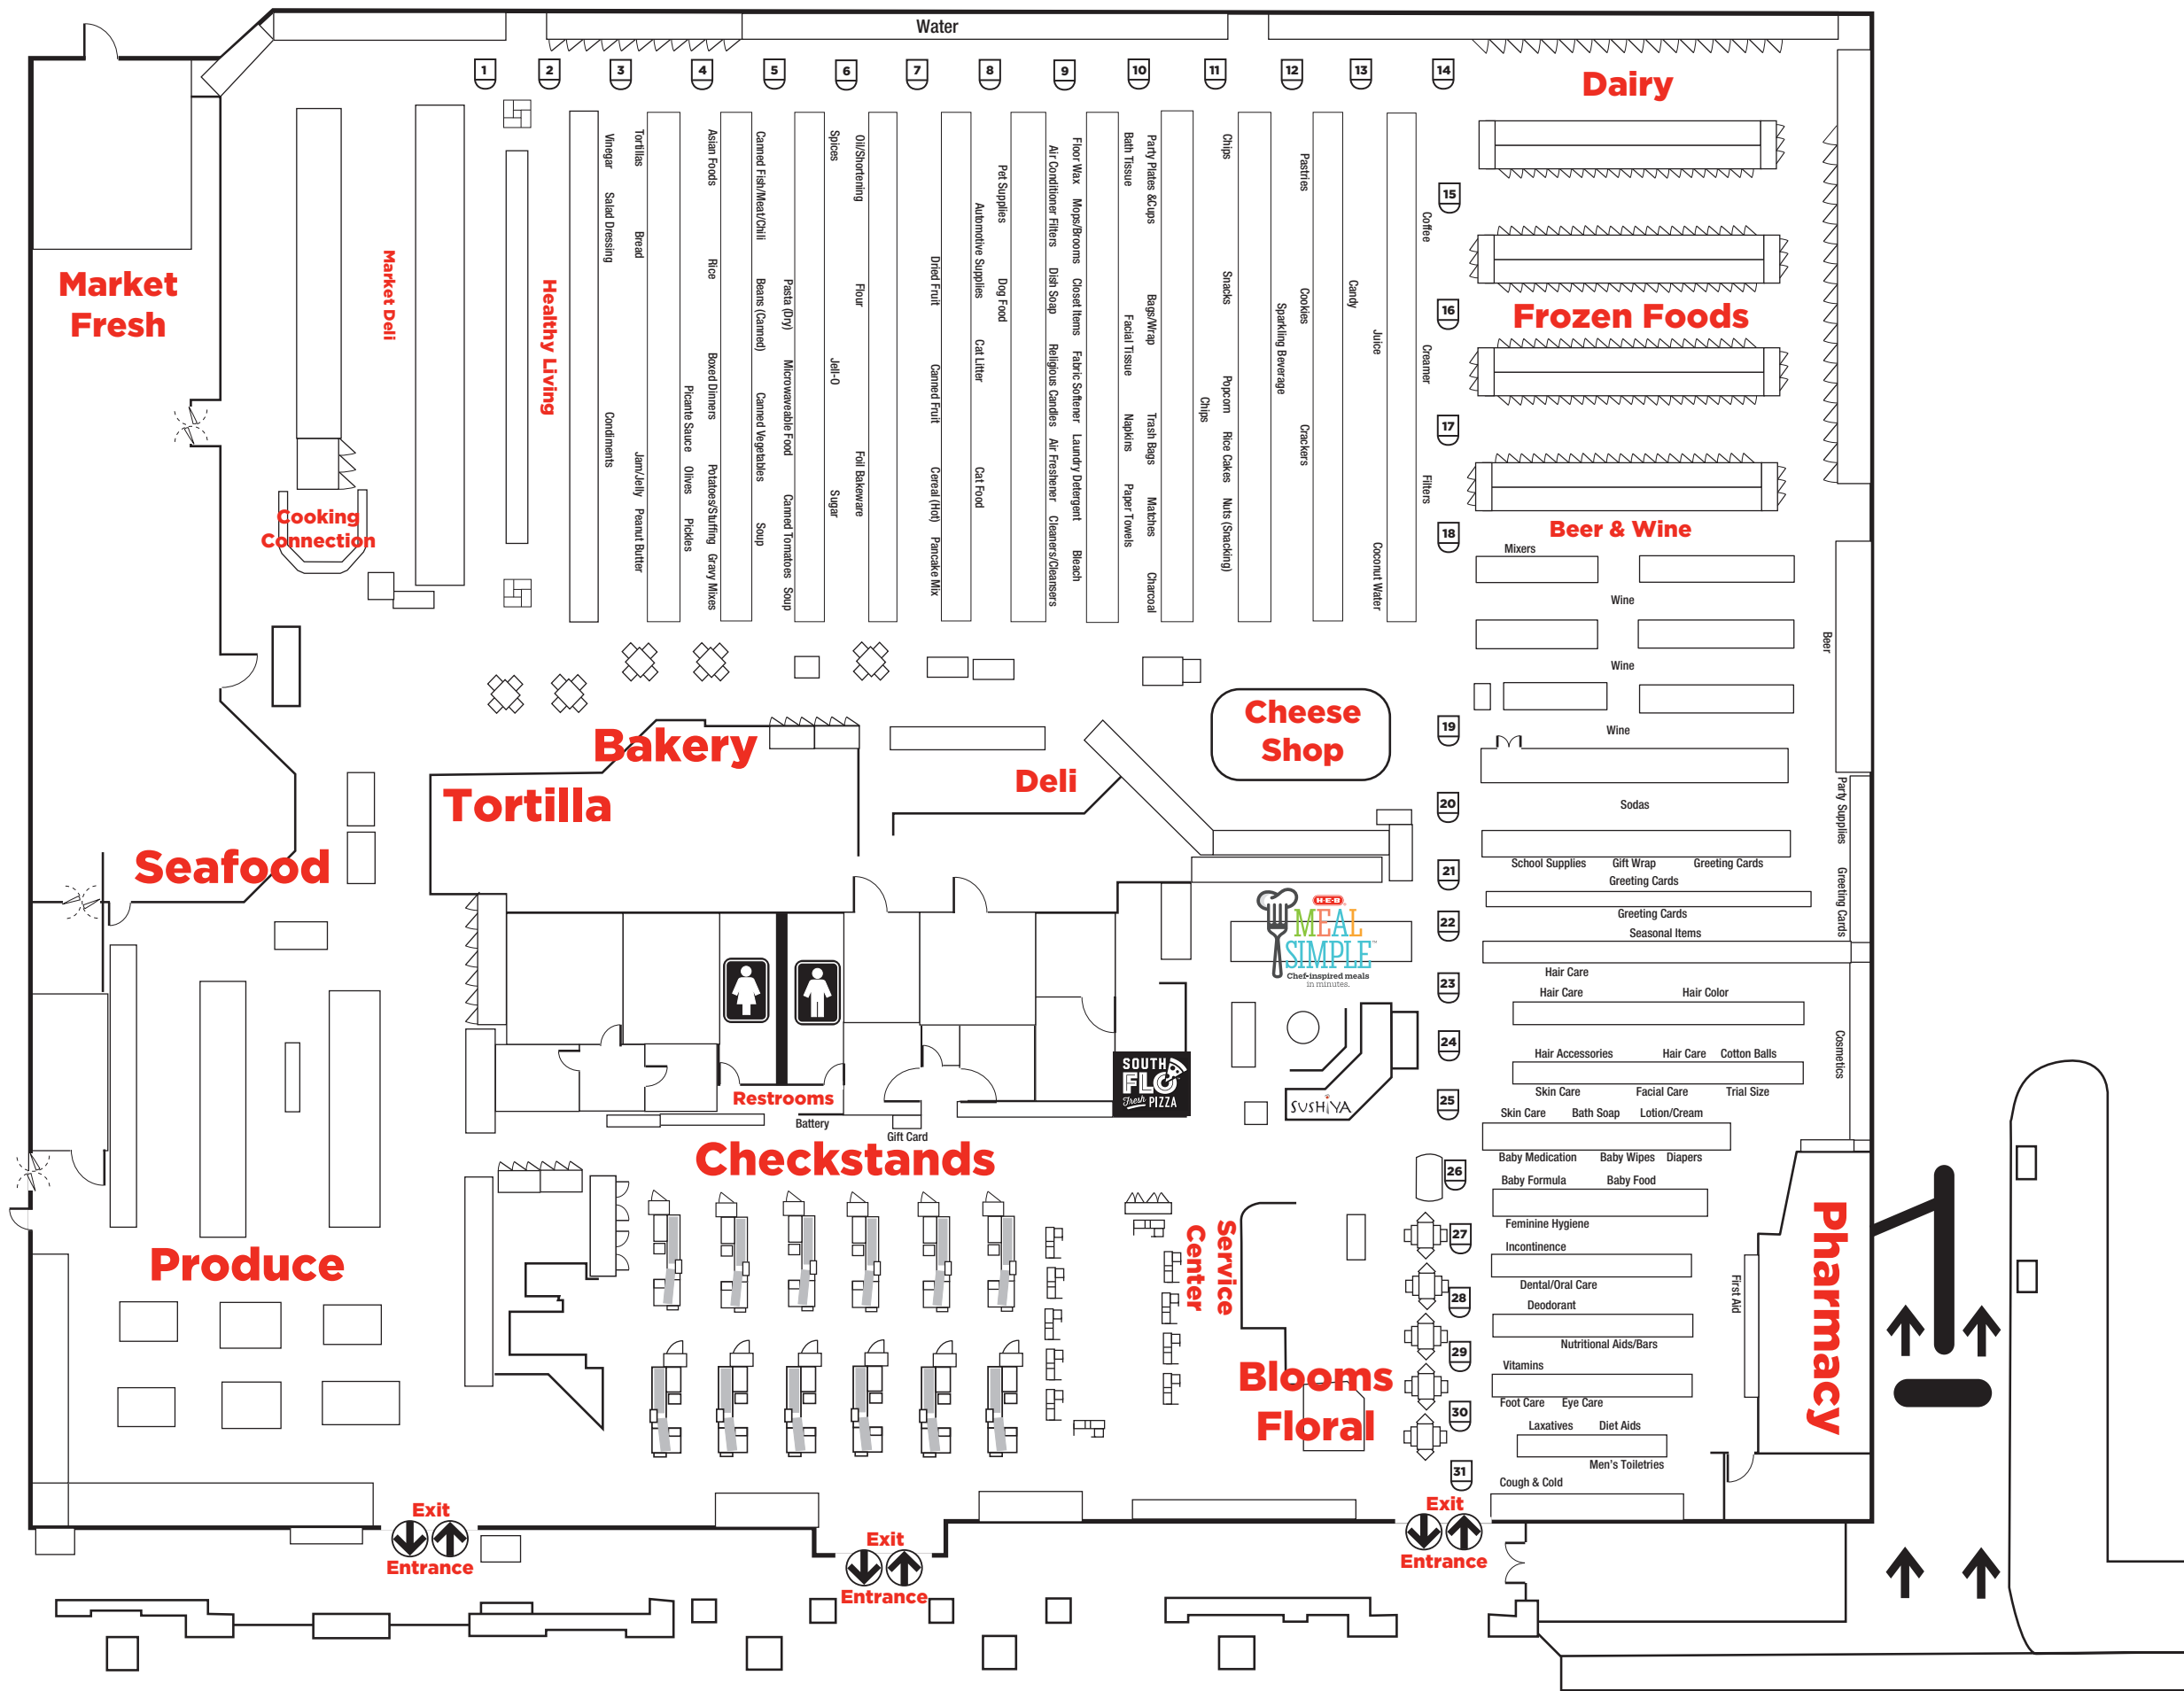 Water
1
2
3
4
5
6
7
8
9
10
11
12
13
14
Dairy
Market
Fresh
Market Deli
Healthy Living
Cooking
Connection
Vinegar
Salad Dressing
Condiments
Tortillas
Bread
Jam/Jelly
Peanut Butter
Picante Sauce
Olives
Pickles
Asian Foods
Rice
Boxed Dinners
Potatoes/Stuffing
Gravy Mixes
Canned Fish/Meat/Chili
Beans (Canned)
Canned Vegetables
Soup
Pasta (Dry)
Microwaveable Food
Canned Tomatoes
Soup
Spices
Jell-O
Sugar
Oil/Shortening
Flour
Foil Bakeware
Dried Fruit
Canned Fruit
Cereal (Hot)
Pancake Mix
Automotive Supplies
Cat Litter
Cat Food
Pet Supplies
Dog Food
Air Conditioner Filters
Dish Soap
Religious Candles
Air Freshener
Cleaners/Cleansers
Floor Wax
Mops/Brooms
Closet Items
Fabric Softener
Laundry Detergent
Bleach
Bath Tissue
Facial Tissue
Napkins
Paper Towels
Party Plates &Cups
Bags/Wrap
Trash Bags
Matches
Charcoal
Chips
Chips
Snacks
Popcorn
Rice Cakes
Nuts (Snacking)
Sparkling Beverage
Pastries
Cookies
Crackers
Candy
Juice
Coconut Water
Coffee
Creamer
Filters
15
16
Frozen Foods
17
18
Beer & Wine
Mixers
Wine
Wine
Beer
19
Wine
20
Sodas
Party Supplies
Greeting Cards
School Supplies
Gift Wrap
Greeting Cards
21
Greeting Cards
22
Greeting Cards
Seasonal Items
Hair Care
23
Hair Care
Hair Color
24
Cosmetics
Hair Accessories
Hair Care
Cotton Balls
Skin Care
Facial Care
Trial Size
25
Skin Care
Bath Soap
Lotion/Cream
Baby Medication
Baby Wipes
Diapers
26
Baby Formula
Baby Food
Feminine Hygiene
27
Incontinence
Dental/Oral Care
28
Deodorant
First Aid
Nutritional Aids/Bars
29
Vitamins
Foot Care
Eye Care
30
Laxatives
Diet Aids
Men's Toiletries
31
Cough & Cold
Pharmacy
Bakery
Tortilla
Deli
Cheese
Shop
Seafood
H-E-B
MEAL
SIMPLE™
Chef-inspired meals
in minutes.
SOUTH
FLO
Fresh PIZZA
SUSHIYA
Restrooms
Battery
Gift Card
Checkstands
Produce
Service
Center
Blooms
Floral
Exit
Entrance
Exit
Entrance
Exit
Entrance